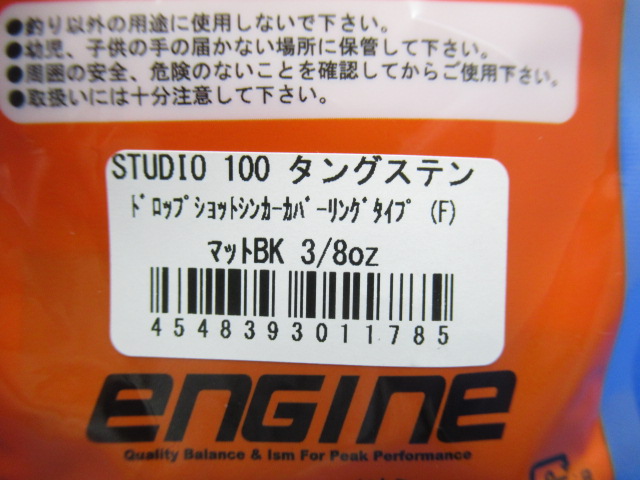 ●釣り以外の用途に使用しないで下さい。
●幼児、子供の手の届かない場所に保管して下さい。
●周囲の安全、危険のないことを確認してからご使用下さい。
●取扱いには十分注意して下さい。
STUDIO 100 タングステン
ﾄﾞﾛｯﾌﾟｼｮｯﾄｼﾝｶｰｶﾊﾞｰﾘﾝｸﾞﾀｲﾌﾟ (F)
ﾏｯﾄBK 3/8oz
4548393011785
engine
Quality Balance & Ism For Peak Performance